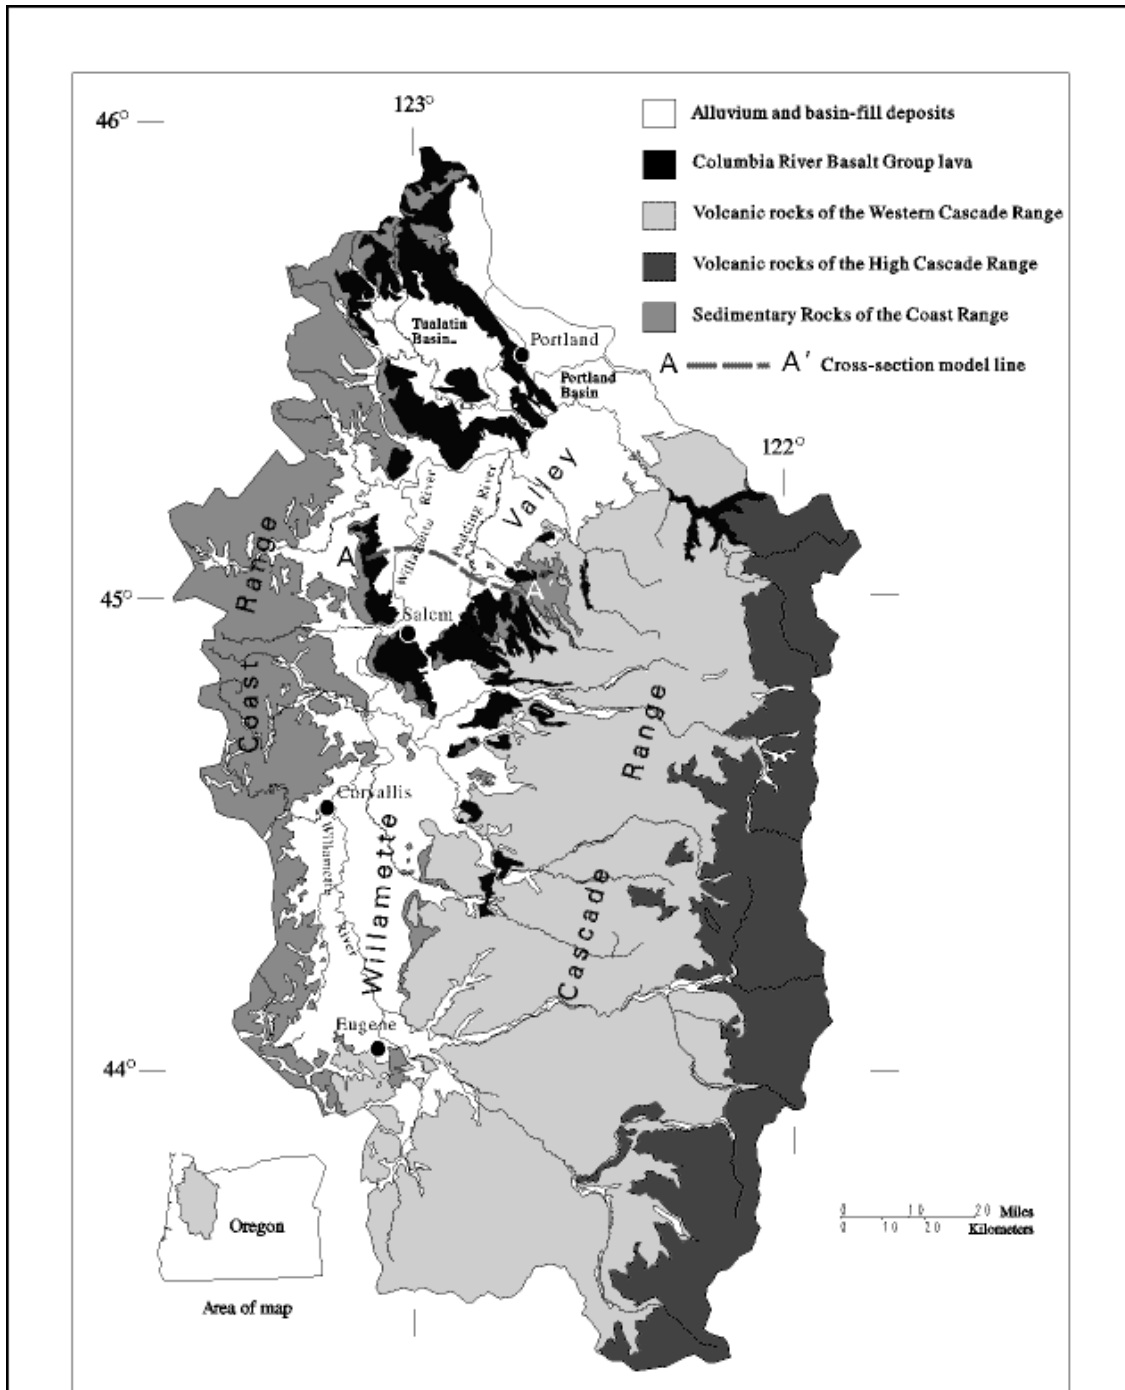 46°
123°
Alluvium and basin-fill deposits
Columbia River Basalt Group lava
Volcanic rocks of the Western Cascade Range
Volcanic rocks of the High Cascade Range
Sedimentary Rocks of the Coast Range
A A' Cross-section model line
Tualatin
Basin
Portland
Portland
Basin
122°
Valley
Willamette River
Pudding River
A
A'
45°
Salem
Coast Range
Cascade Range
Corvallis
Willamette River
Willamette
Eugene
44°
Oregon
Area of map
0 10 20 Miles
0 10 20 Kilometers